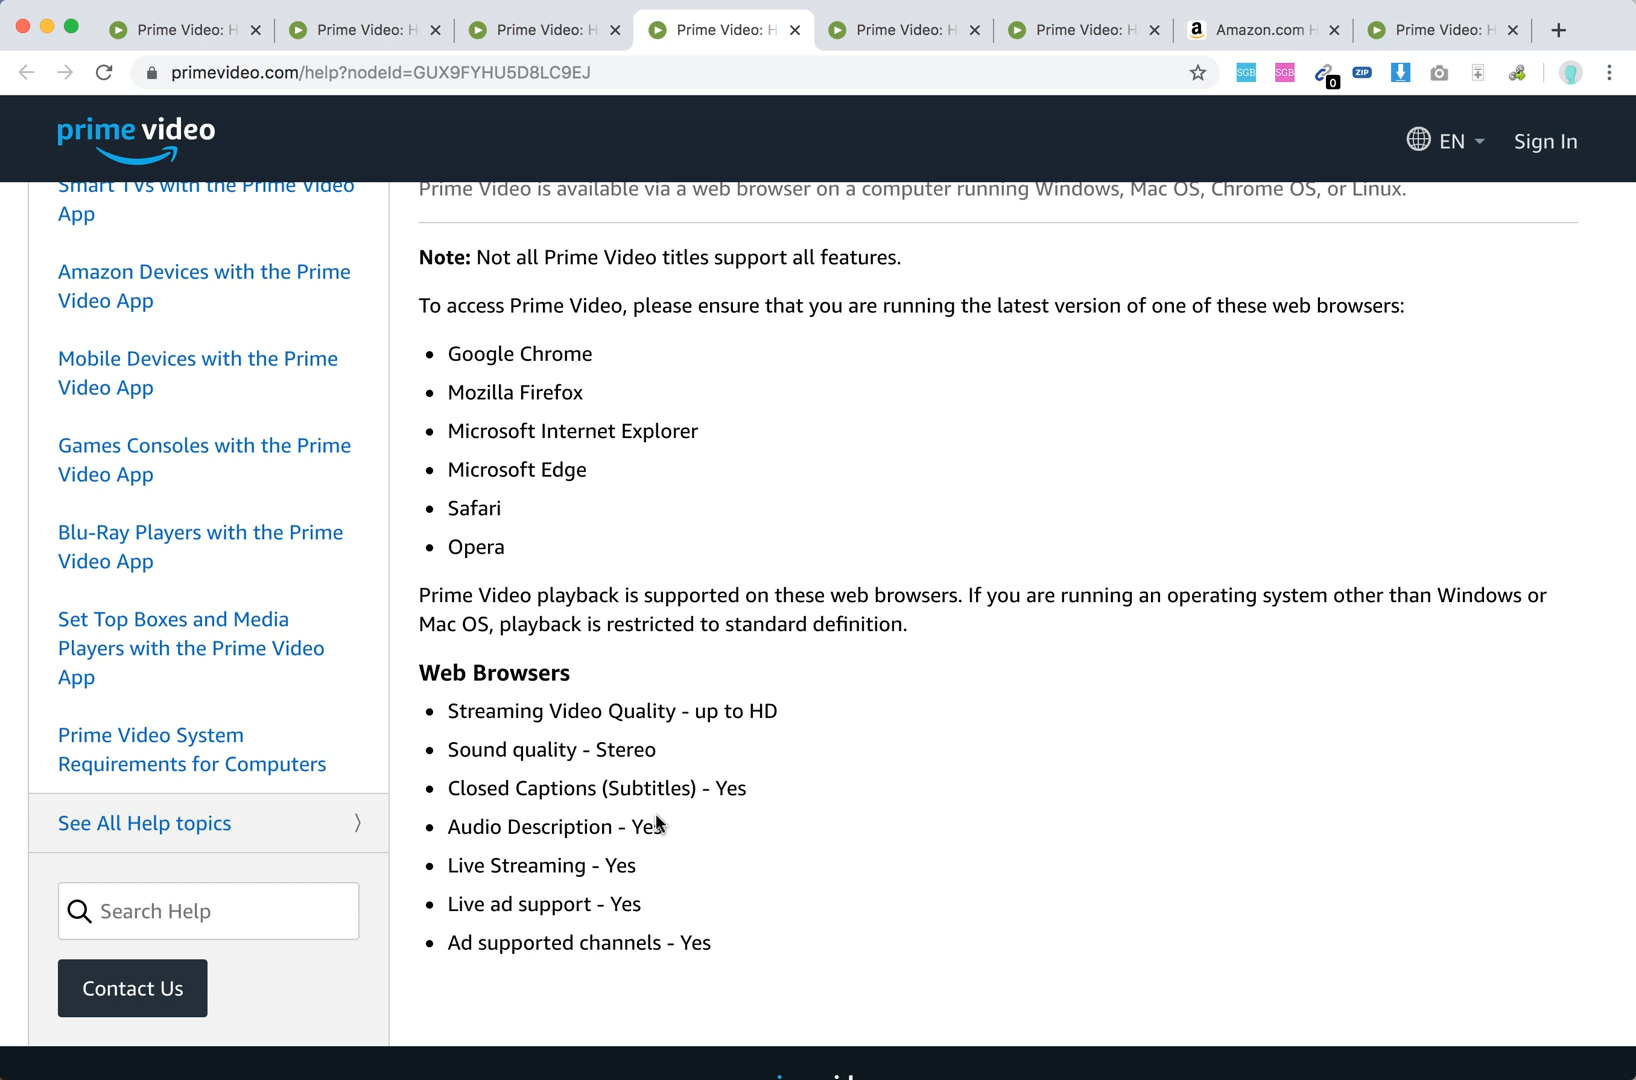 Prime Video: H
Prime Video: H
Prime Video: H
Prime Video: H
Prime Video: H
Prime Video: H
Amazon.com H
Prime Video: H
primevideo.com/help?nodeId=GUX9FYHU5D8LC9EJ
SGB
SGB
0
ZIP
prime video
EN
Sign In
Smart TVs with the Prime Video
App
Amazon Devices with the Prime
Video App
Mobile Devices with the Prime
Video App
Games Consoles with the Prime
Video App
Blu-Ray Players with the Prime
Video App
Set Top Boxes and Media
Players with the Prime Video
App
Prime Video System
Requirements for Computers
See All Help topics
Search Help
Contact Us
Prime Video is available via a web browser on a computer running Windows, Mac OS, Chrome OS, or Linux.
Note: Not all Prime Video titles support all features.
To access Prime Video, please ensure that you are running the latest version of one of these web browsers:
• Google Chrome
• Mozilla Firefox
• Microsoft Internet Explorer
• Microsoft Edge
• Safari
• Opera
Prime Video playback is supported on these web browsers. If you are running an operating system other than Windows or
Mac OS, playback is restricted to standard definition.
Web Browsers
• Streaming Video Quality - up to HD
• Sound quality - Stereo
• Closed Captions (Subtitles) - Yes
• Audio Description - Yes
• Live Streaming - Yes
• Live ad support - Yes
• Ad supported channels - Yes